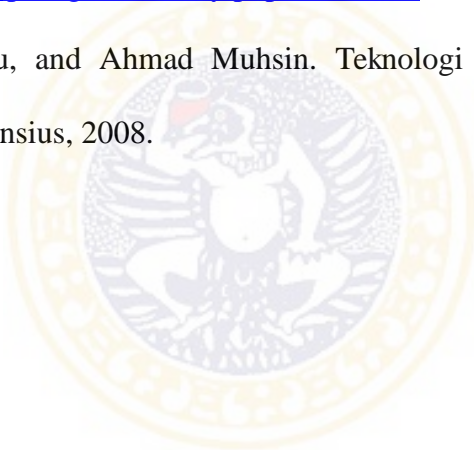 u, and Ahmad Muhsin. Teknologi
nsius, 2008.